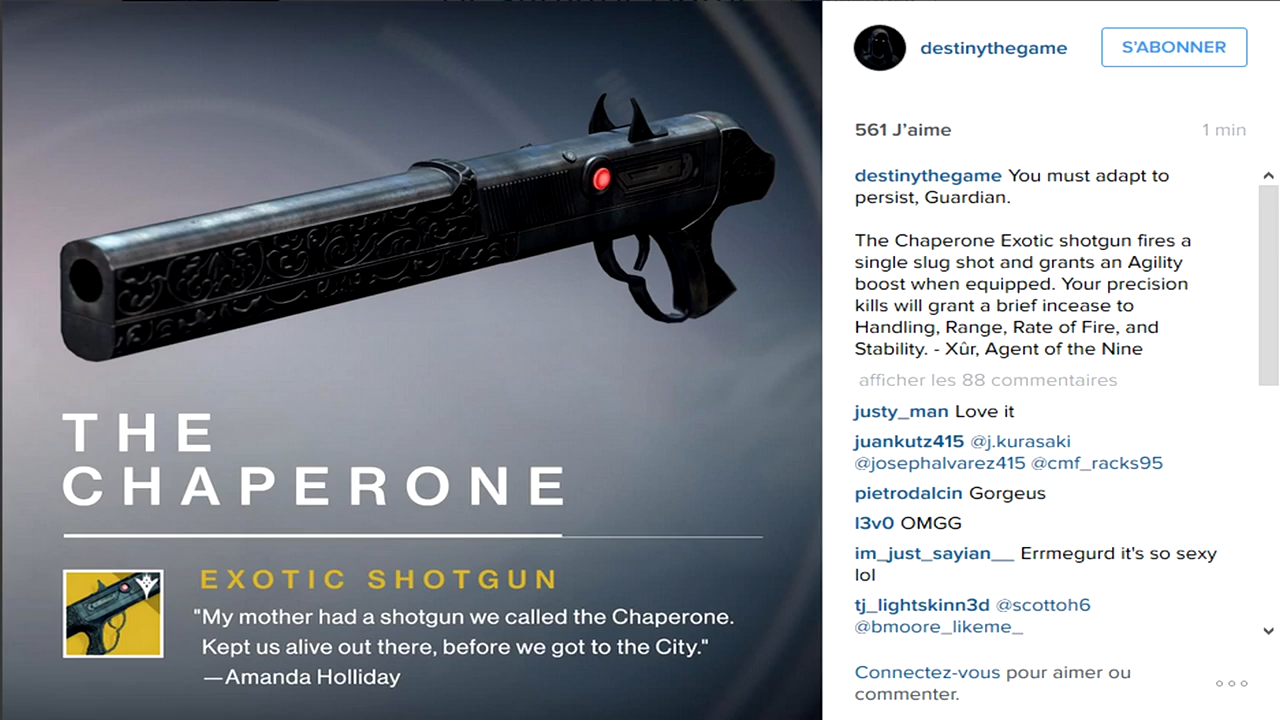 THE
CHAPERONE
EXOTIC SHOTGUN
"My mother had a shotgun we called the Chaperone.
Kept us alive out there, before we got to the City."
—Amanda Holliday
destinythegame
S'ABONNER
561 J'aime
1 min
destinythegame You must adapt to
persist, Guardian.
The Chaperone Exotic shotgun fires a
single slug shot and grants an Agility
boost when equipped. Your precision
kills will grant a brief incease to
Handling, Range, Rate of Fire, and
Stability. - Xûr, Agent of the Nine
afficher les 88 commentaires
justy_man Love it
juankutz415 @j.kurasaki
@josephalvarez415 @cmf_racks95
pietrodalcin Gorgeus
l3v0 OMGG
im_just_sayian__ Errmegurd it's so sexy
lol
tj_lightskinn3d @scottoh6
@bmoore_likeme_
Connectez-vous pour aimer ou
commenter.